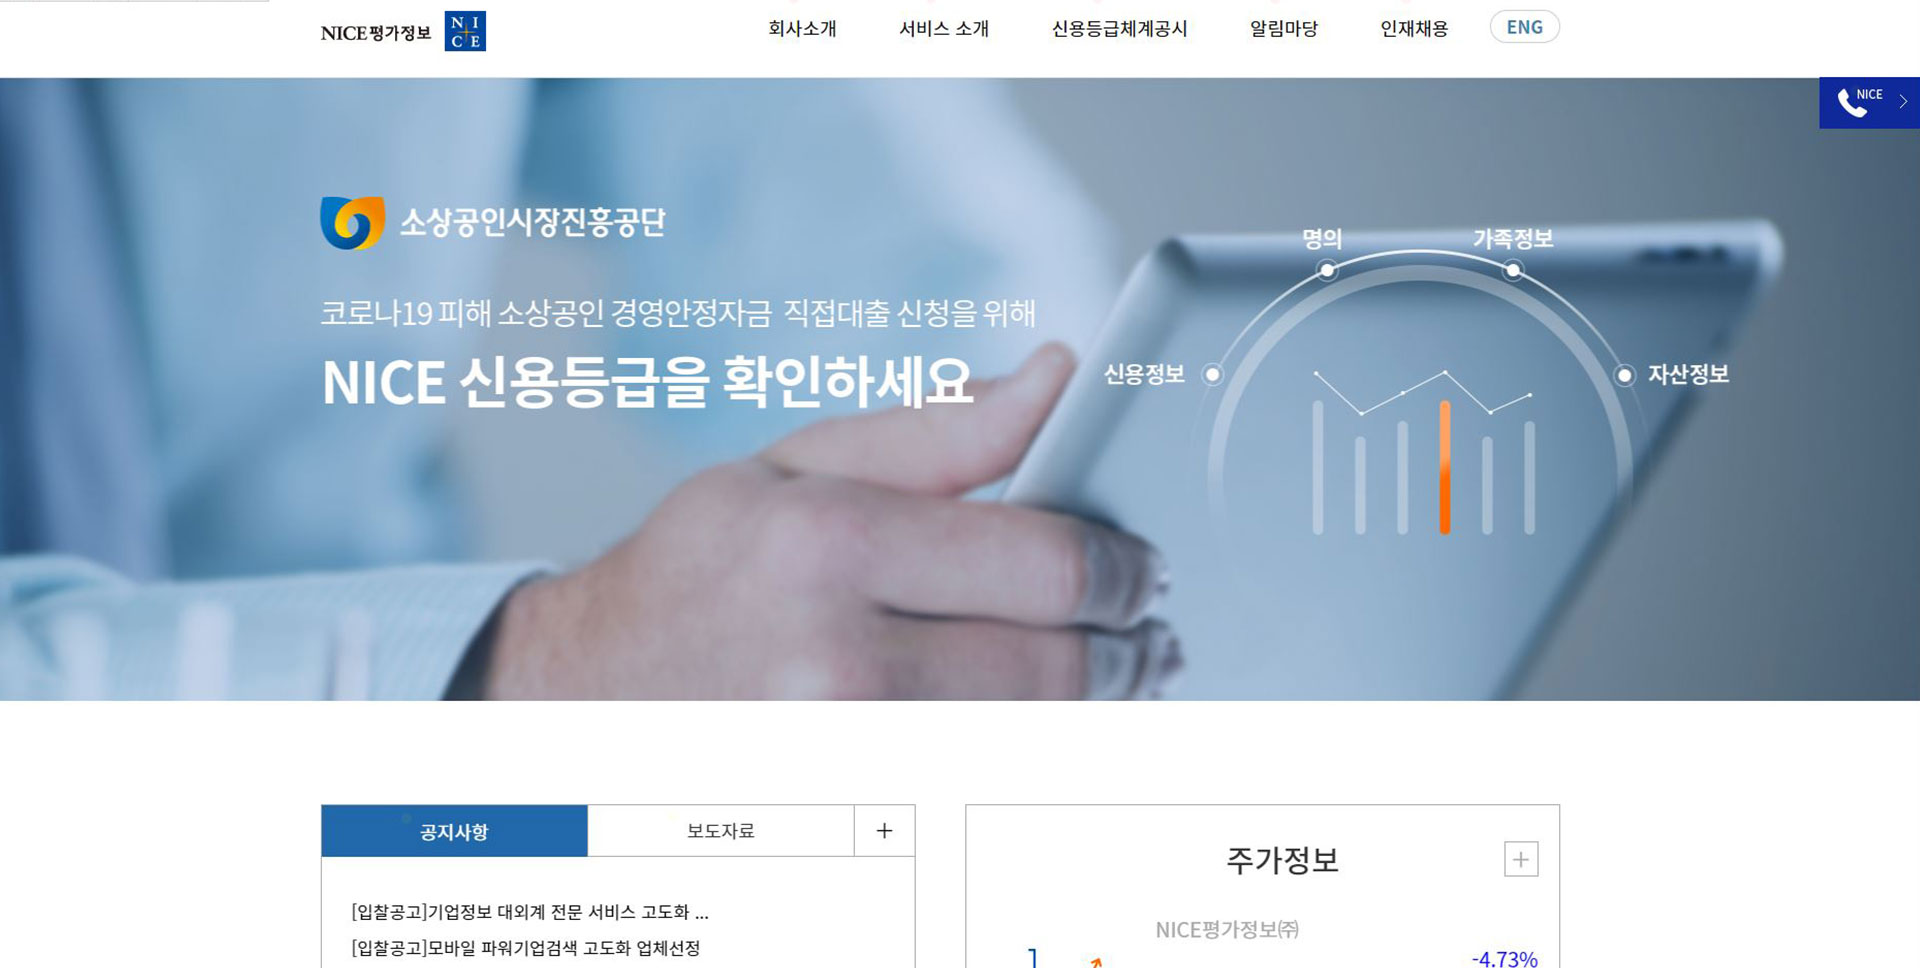 NICE평가정보
NI
CE
회사소개
서비스 소개
신용등급체계공시
알림마당
인재채용
ENG
NICE
소상공인시장진흥공단
코로나19 피해 소상공인 경영안정자금 직접대출 신청을 위해
NICE 신용등급을 확인하세요
명의
가족정보
신용정보
자산정보
공지사항
보도자료
+
[입찰공고]기업정보 대외계 전문 서비스 고도화 ...
[입찰공고]모바일 파워기업검색 고도화 업체선정
주가정보
+
NICE평가정보㈜
-4.73%